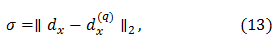 σ =∥ d_x − d_x^{(q)} ∥_2 , (13)